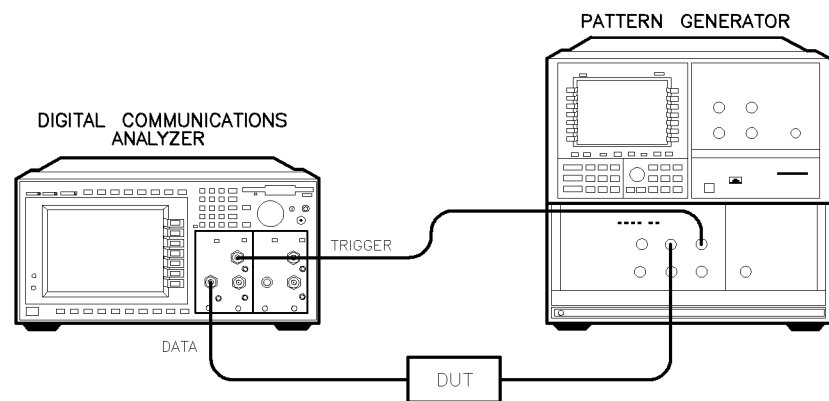 PATTERN GENERATOR
DIGITAL COMMUNICATIONS
ANALYZER
TRIGGER
DATA
DUT